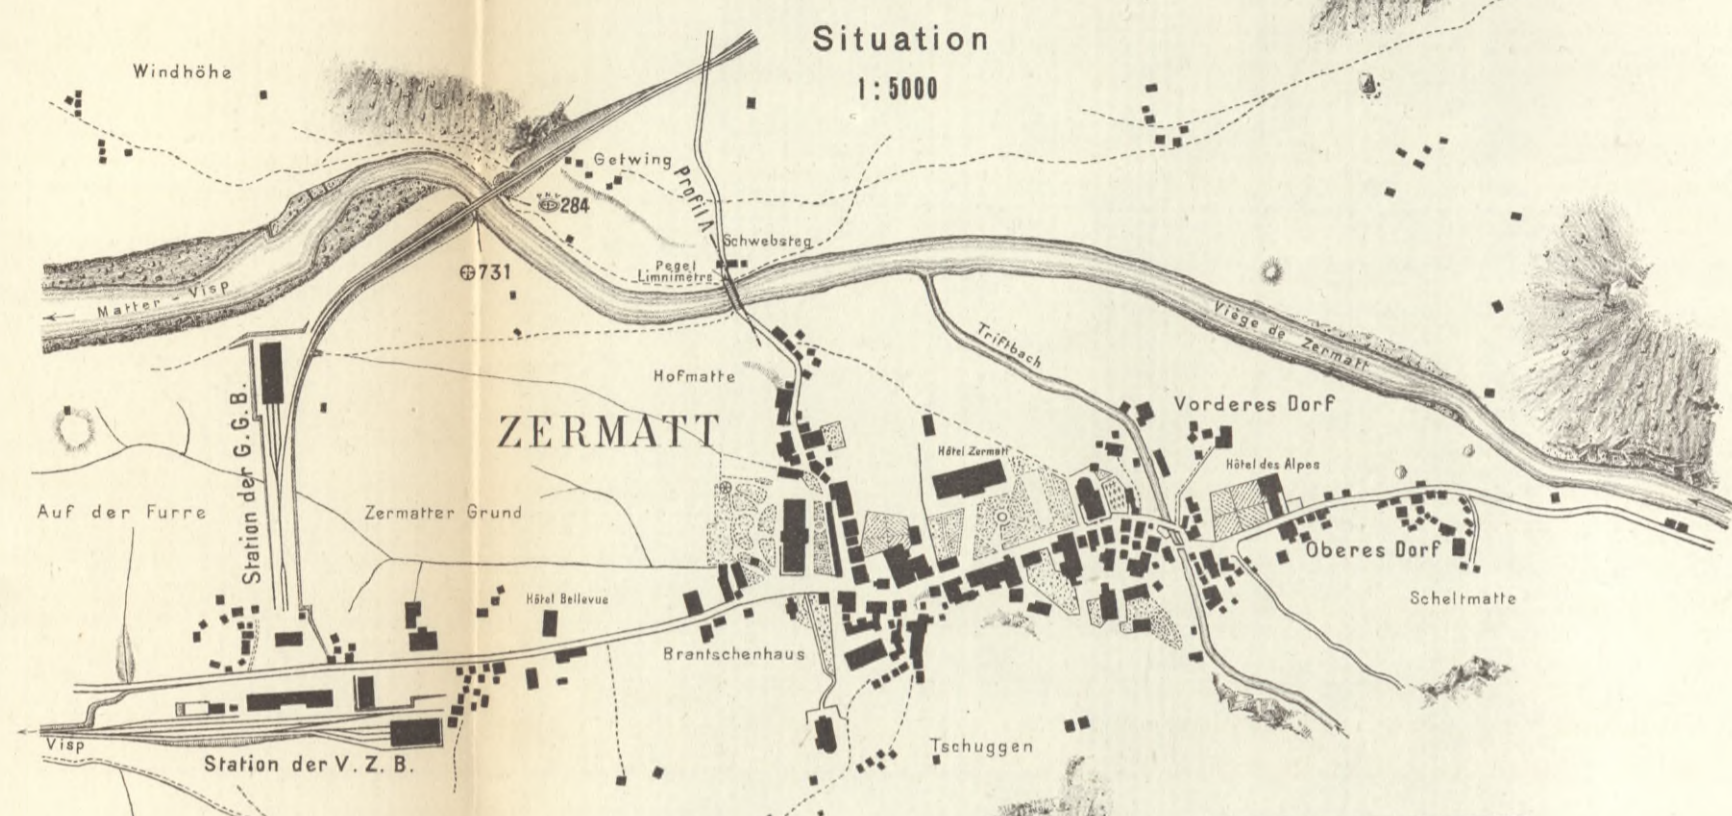 Situation
1:5000
Windhöhe
Getwing
Profil A
284
Schwebsteg
731
Pegel
Limnimètre
Matter-Visp
Viège de Zermatt
Triftbach
Hofmatte
Vorderes Dorf
ZERMATT
Hôtel Zermatt
Hôtel des Alpes
Station der G.G.B.
Auf der Furre
Zermatter Grund
Oberes Dorf
Hôtel Bellevue
Scheltmatte
Brantschenhaus
Visp
Tschuggen
Station der V. Z. B.